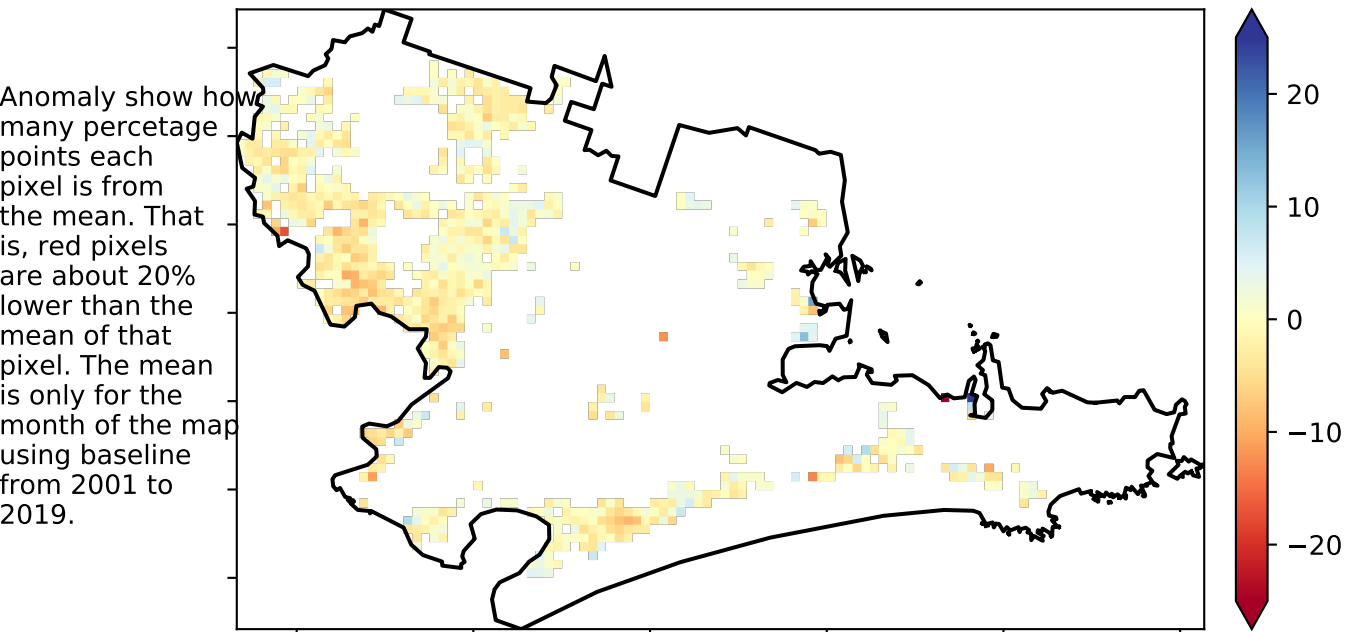 Anomaly show how
many percetage
points each
pixel is from
the mean. That
is, red pixels
are about 20%
lower than the
mean of that
pixel. The mean
is only for the
month of the map
using baseline
from 2001 to
2019.
20
10
0
−10
−20